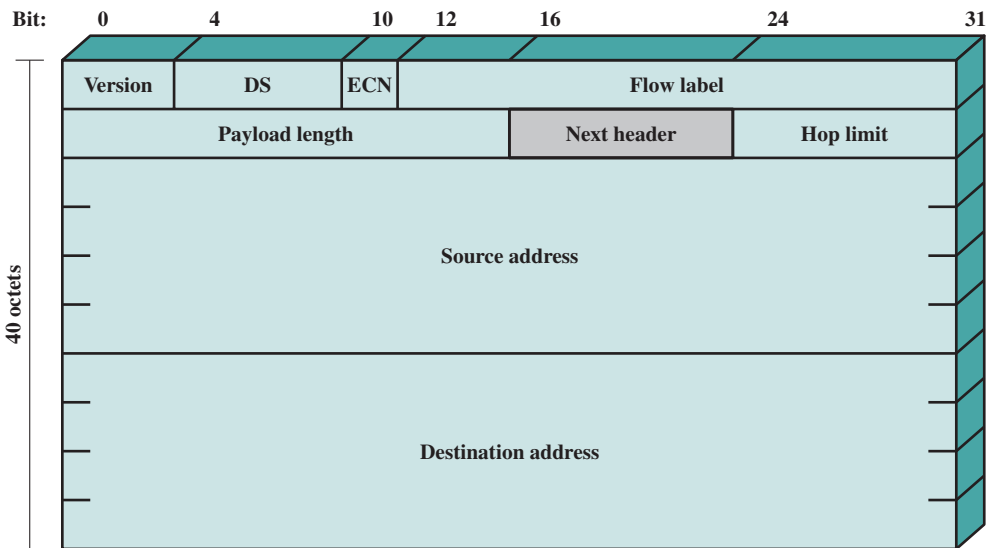 Bit: 0 4 10 12 16 24 31
Version DS ECN Flow label
Payload length Next header Hop limit
Source address
40 octets
Destination address